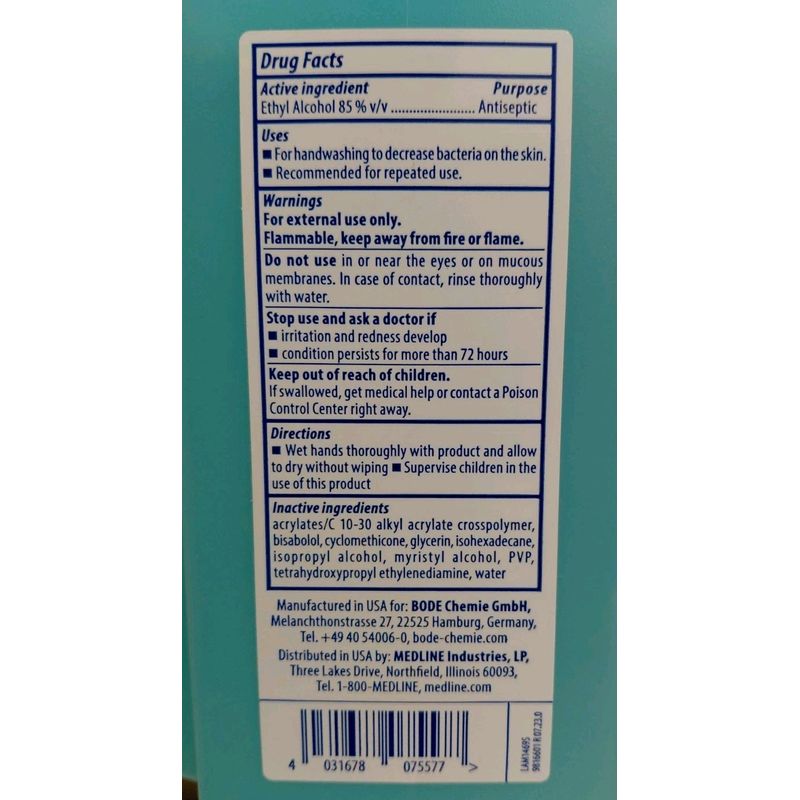 Drug Facts
Active ingredient Purpose
Ethyl Alcohol 85 % v/v ........................ Antiseptic
Uses
■ For handwashing to decrease bacteria on the skin.
■ Recommended for repeated use.
Warnings
For external use only.
Flammable, keep away from fire or flame.
Do not use in or near the eyes or on mucous
membranes. In case of contact, rinse thoroughly
with water.
Stop use and ask a doctor if
■ irritation and redness develop
■ condition persists for more than 72 hours
Keep out of reach of children.
If swallowed, get medical help or contact a Poison
Control Center right away.
Directions
■ Wet hands thoroughly with product and allow
to dry without wiping ■ Supervise children in the
use of this product
Inactive ingredients
acrylates/C 10-30 alkyl acrylate crosspolymer,
bisabolol, cyclomethicone, glycerin, isohexadecane,
isopropyl alcohol, myristyl alcohol, PVP,
tetrahydroxypropyl ethylenediamine, water
Manufactured in USA for: BODE Chemie GmbH,
Melanchthonstrasse 27, 22525 Hamburg, Germany,
Tel. +49 40 54006-0, bode-chemie.com
Distributed in USA by: MEDLINE Industries, LP,
Three Lakes Drive, Northfield, Illinois 60093,
Tel. 1-800-MEDLINE, medline.com
4 031678 075577 >
LAM14695
9816601 R 07.23.0